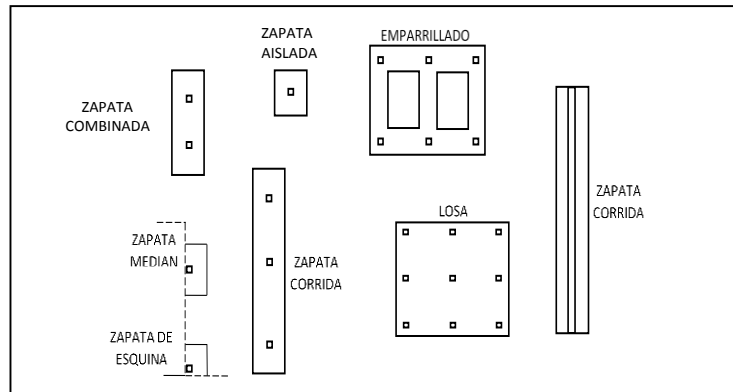 ZAPATA
AISLADA
EMPARRILLADO
ZAPATA
COMBINADA
ZAPATA
CORRIDA
LOSA
ZAPATA
MEDIAN
ZAPATA
CORRIDA
ZAPATA DE
ESQUINA